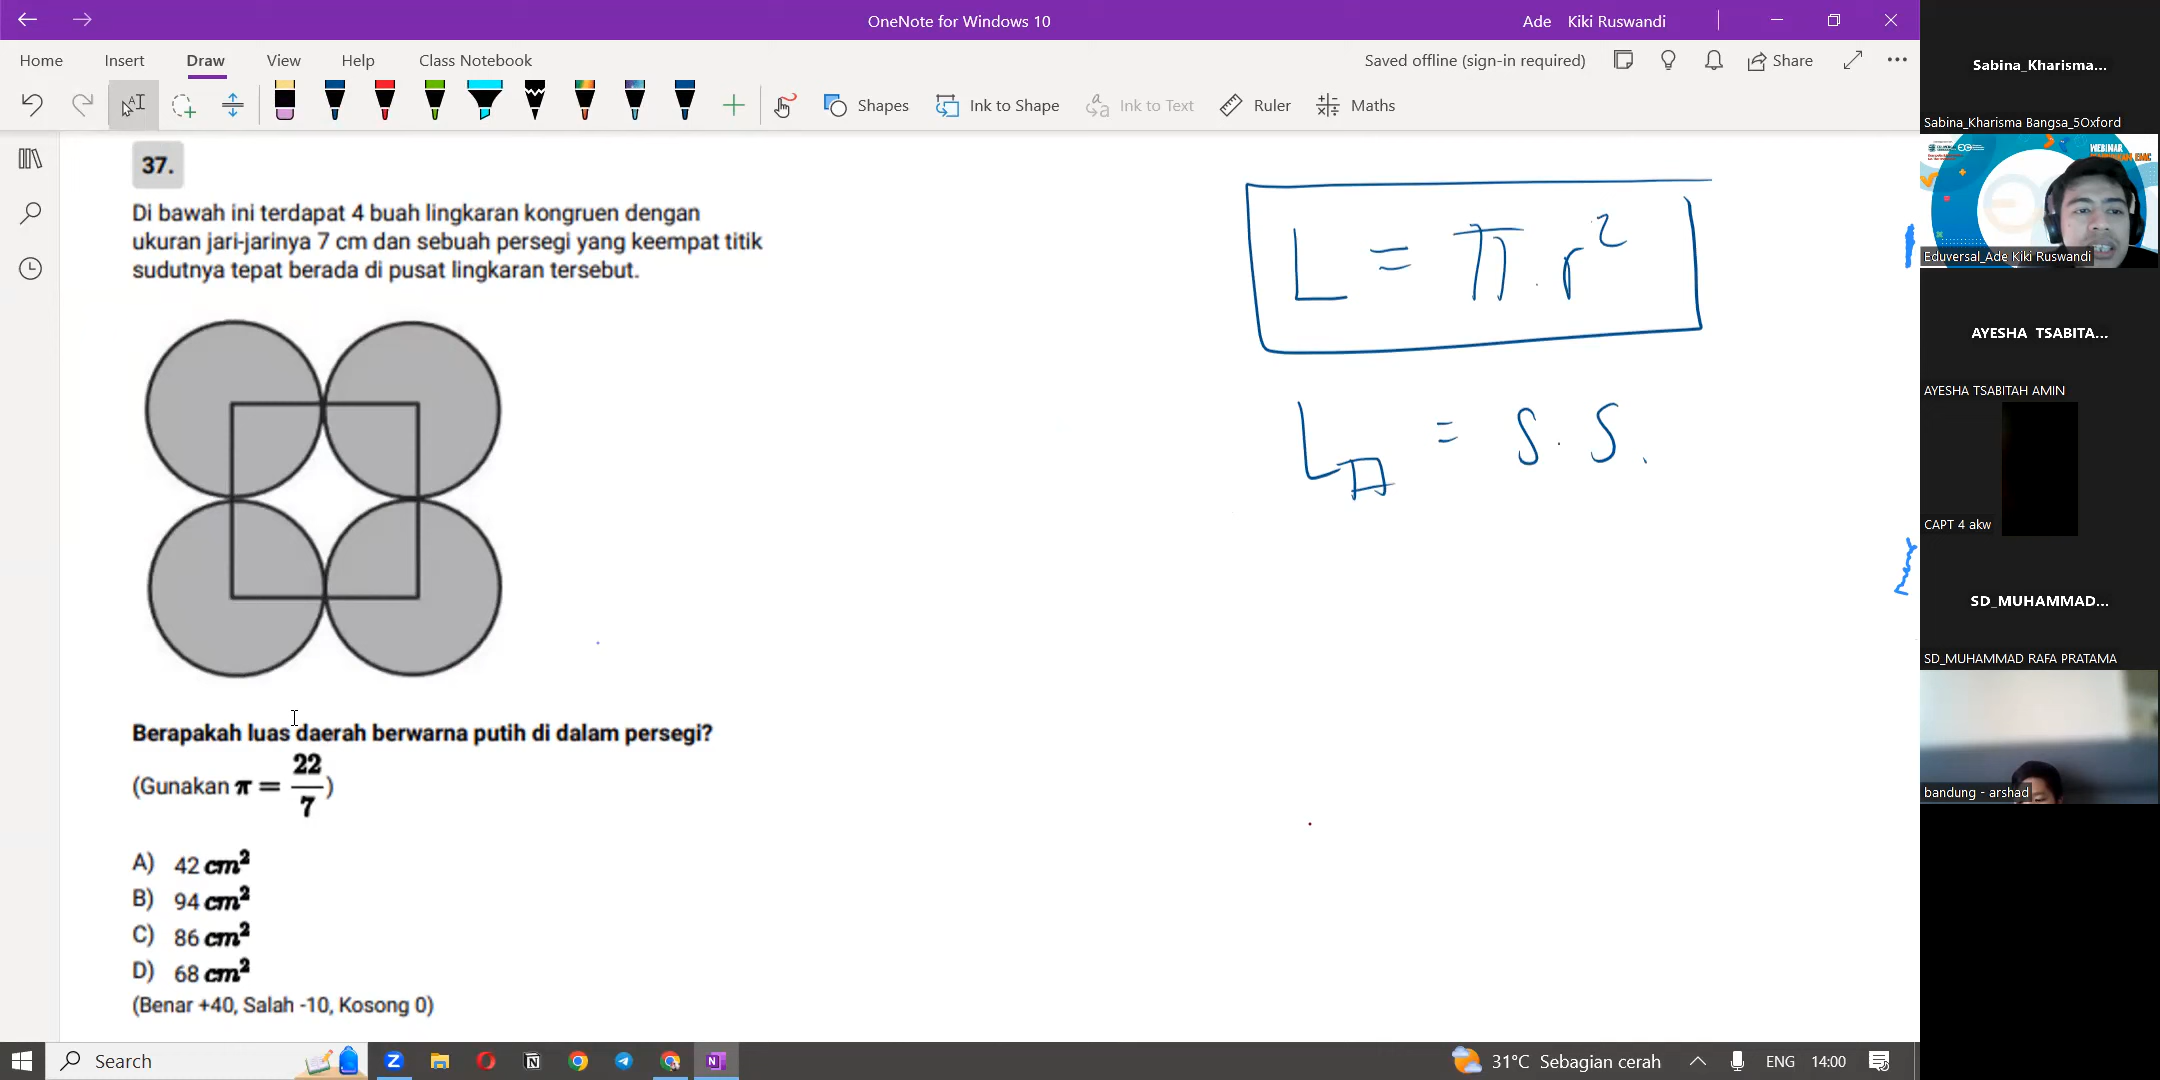 OneNote for Windows 10
Ade Kiki Ruswandi
Home Insert Draw View Help Class Notebook
Saved offline (sign-in required) Share
Shapes Ink to Shape Ink to Text Ruler Maths
37.
Di bawah ini terdapat 4 buah lingkaran kongruen dengan
ukuran jari-jarinya 7 cm dan sebuah persegi yang keempat titik
sudutnya tepat berada di pusat lingkaran tersebut.
Berapakah luas daerah berwarna putih di dalam persegi?
(Gunakan π = 22/7)
A) 42 cm²
B) 94 cm²
C) 86 cm²
D) 68 cm²
(Benar +40, Salah -10, Kosong 0)
L = π . r²
L□ = s . s .
Sabina_Kharisma...
Sabina_Kharisma Bangsa_5Oxford
WEBINAR
Eduversal_Ade Kiki Ruswandi
AYESHA TSABITA...
AYESHA TSABITAH AMIN
CAPT 4 akw
SD_MUHAMMAD...
SD_MUHAMMAD RAFA PRATAMA
bandung - arshad
Search
31°C Sebagian cerah
ENG 14:00